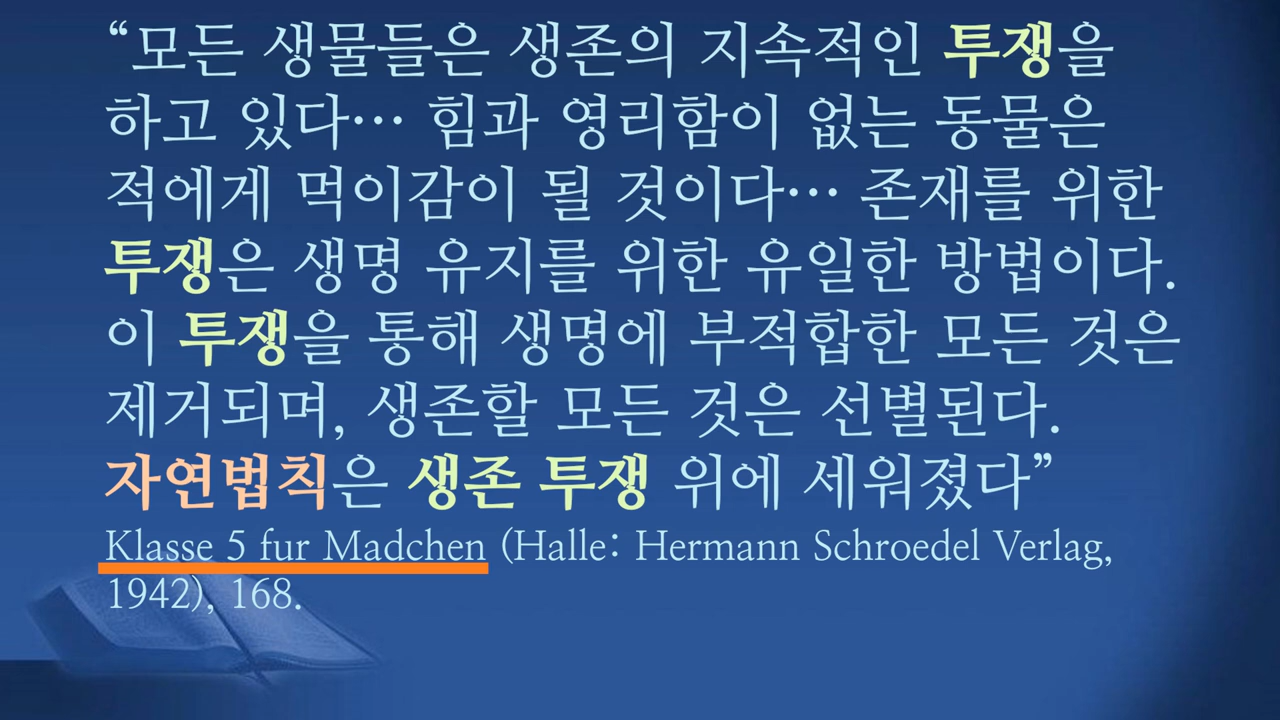 “모든 생물들은 생존의 지속적인 투쟁을
하고 있다… 힘과 영리함이 없는 동물은
적에게 먹이감이 될 것이다… 존재를 위한
투쟁은 생명 유지를 위한 유일한 방법이다.
이 투쟁을 통해 생명에 부적합한 모든 것은
제거되며, 생존할 모든 것은 선별된다.
자연법칙은 생존 투쟁 위에 세워졌다”
Klasse 5 fur Madchen (Halle: Hermann Schroedel Verlag,
1942), 168.